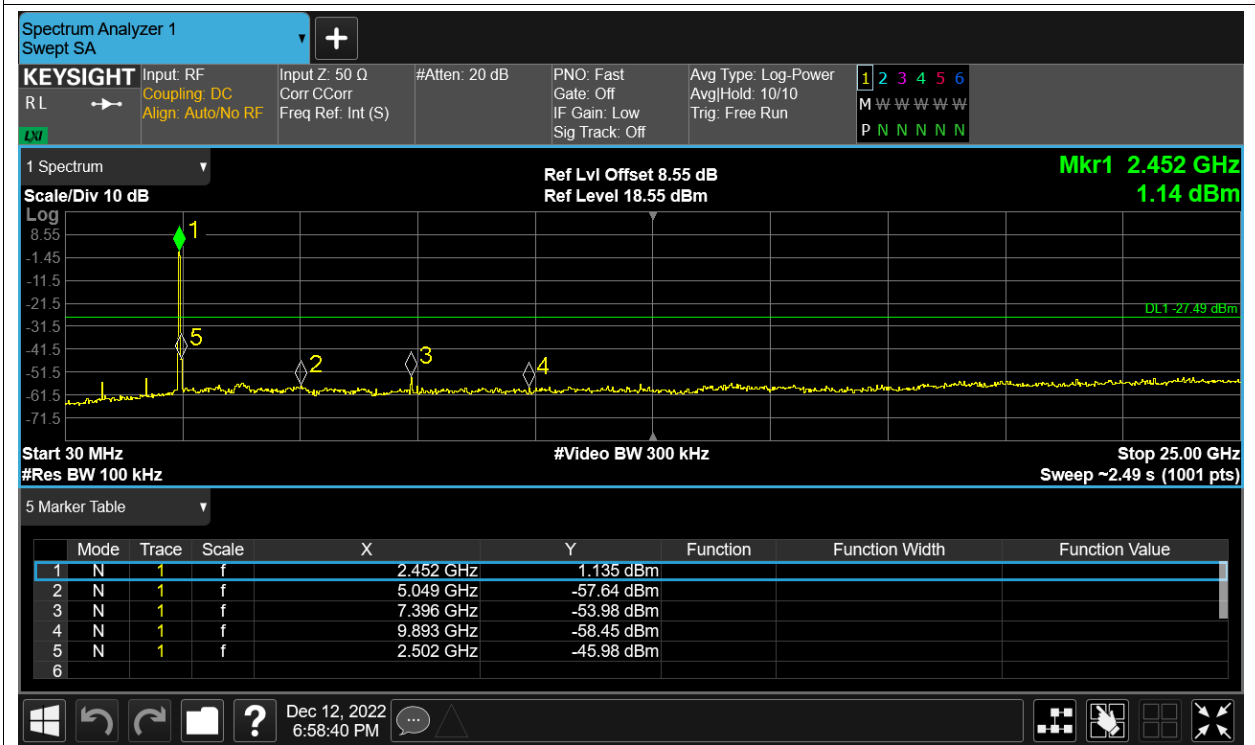 Spectrum Analyzer 1
Swept SA
KEYSIGHT
RL
LXI
Input: RF
Coupling: DC
Align: Auto/No RF
Input Z: 50 Ω
Corr CCorr
Freq Ref: Int (S)
#Atten: 20 dB
PNO: Fast
Gate: Off
IF Gain: Low
Sig Track: Off
Avg Type: Log-Power
Avg|Hold: 10/10
Trig: Free Run
1 2 3 4 5 6
M W W W W W
P N N N N N
1 Spectrum
Scale/Div 10 dB
Ref Lvl Offset 8.55 dB
Ref Level 18.55 dBm
Mkr1 2.452 GHz
1.14 dBm
Log
8.55
-1.45
-11.5
-21.5
-31.5
-41.5
-51.5
-61.5
-71.5
1
5
2
3
4
DL1 -27.49 dBm
Start 30 MHz
#Res BW 100 kHz
#Video BW 300 kHz
Stop 25.00 GHz
Sweep ~2.49 s (1001 pts)
5 Marker Table
Mode Trace Scale X Y Function Function Width Function Value
1 N 1 f 2.452 GHz 1.135 dBm
2 N 1 f 5.049 GHz -57.64 dBm
3 N 1 f 7.396 GHz -53.98 dBm
4 N 1 f 9.893 GHz -58.45 dBm
5 N 1 f 2.502 GHz -45.98 dBm
6
?
Dec 12, 2022
6:58:40 PM